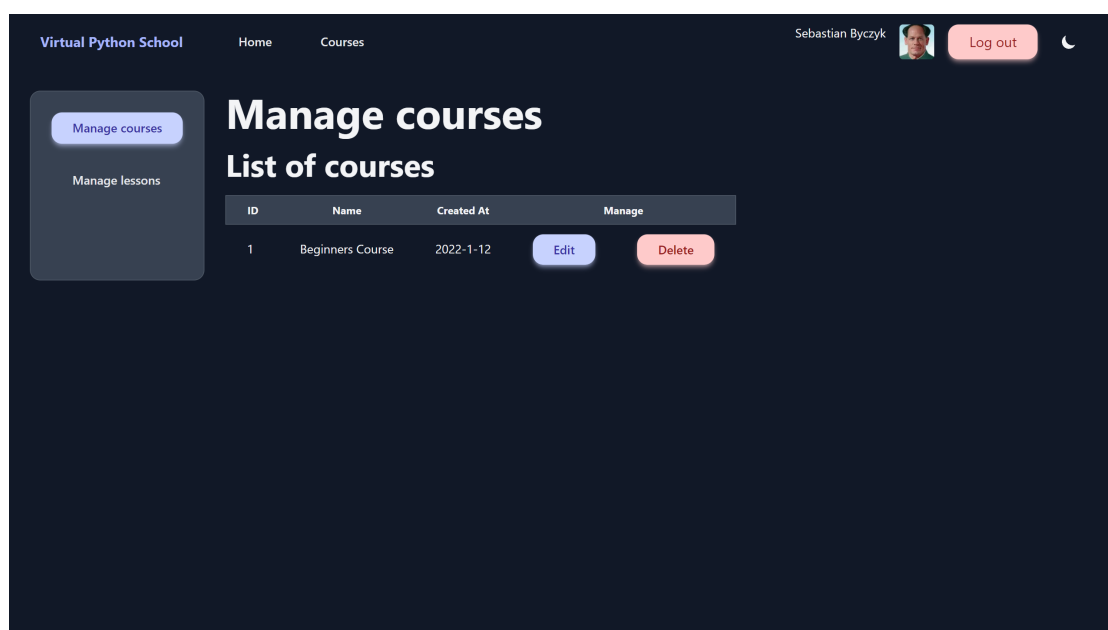 Virtual Python School Home Courses Sebastian Byczyk Log out
Manage courses
Manage lessons
Manage courses
List of courses
ID Name Created At Manage
1 Beginners Course 2022-1-12 Edit Delete